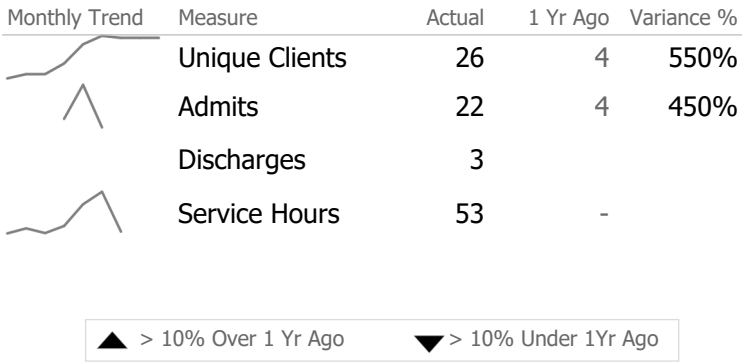 Monthly Trend Measure Actual 1 Yr Ago Variance %
Unique Clients 26 4 550%
Admits 22 4 450%
Discharges 3
Service Hours 53 -
> 10% Over 1 Yr Ago > 10% Under 1Yr Ago